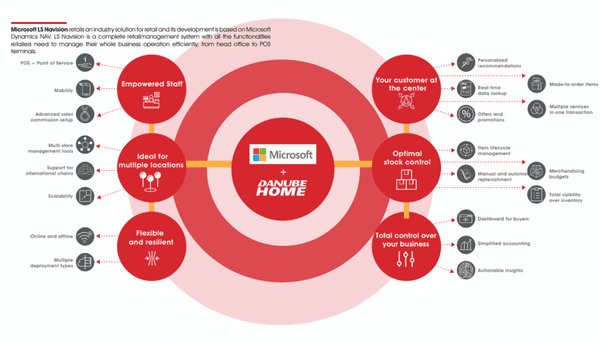 Microsoft LS Navision retails an industry solution for retail and its development is based on Microsoft
Dynamics NAV. LS Navision is a complete retailmanagement system with all the functionalities
retailers need to manage their whole business operation efficiently, from head office to POS
terminals.
POS – Point of Service
Mobility
Advanced sales
commission setup
Empowered Staff
Multi-store
management tools
Support for
international chains
Scalability
Ideal for
multiple locations
Online and offline
Multiple
deployment types
Flexible
and resilient
Microsoft
+
DANUBE
HOME
Your customer at
the center
Personalized
recommendations
Real-time
data lookup
Offers and
promotions
Made-to-order items
Multiple services
in one transaction
Optimal
stock control
Item lifecycle
management
Manual and automa
replenishment
Merchandising
budgets
Total visibility
over inventory
Total control over
your business
Dashboard for buyers
Simplified accounting
Actionable insights